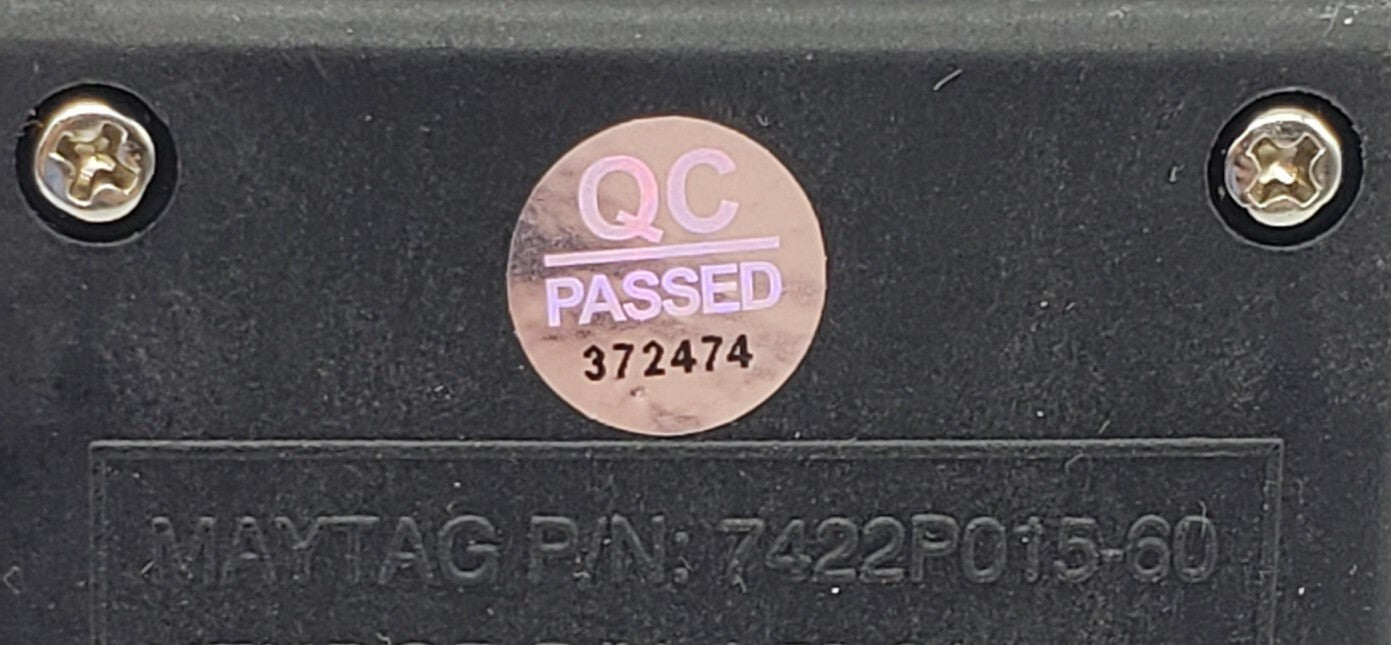 QC
PASSED
372474
MAYTAG P/N: 7422P015-60